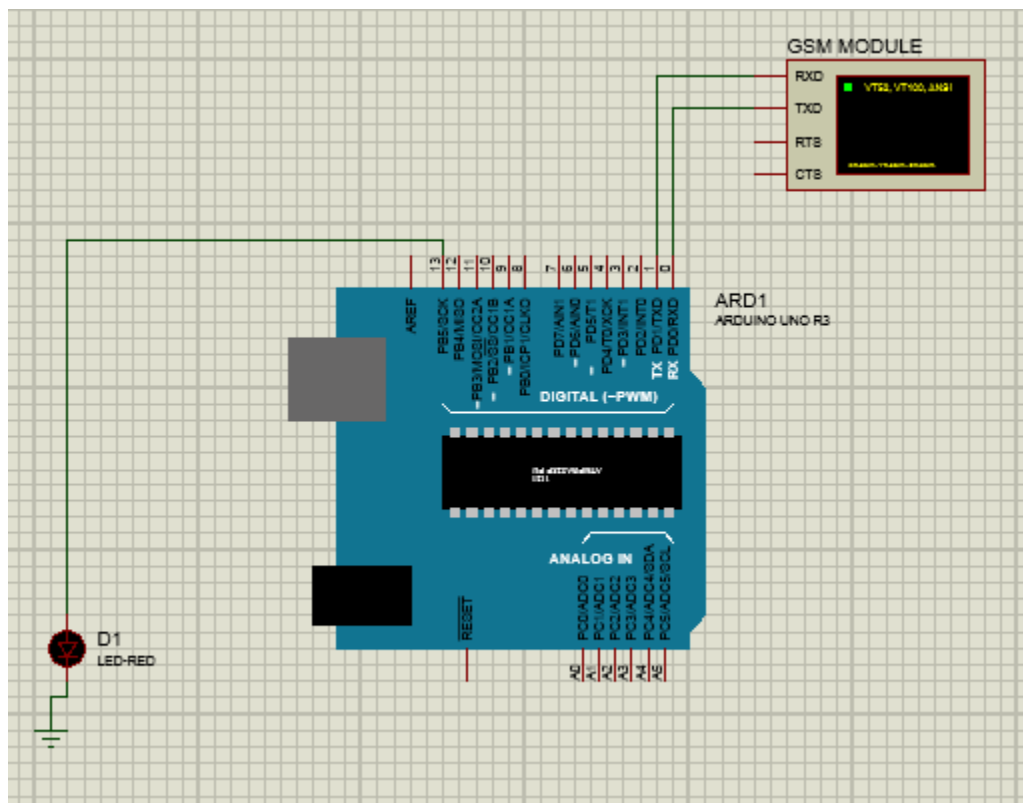 GSM MODULE
RXD
TXD
RTS
CTS
VT52, VT100, ANSI
ARD1
ARDUINO UNO R3
AREF
13
12
11
10
9
8
7
6
5
4
3
2
1
0
PB5/SCK
PB4/MISO
~PB3/MOSI/OC2A
~PB2/SS/OC1B
~PB1/OC1A
PB0/ICP1/CLKO
PD7/AIN1
~PD6/AIN0
~PD5/T1
PD4/T0/XCK
~PD3/INT1
PD2/INT0
TX PD1/TXD
RX PD0/RXD
DIGITAL (~PWM)
ANALOG IN
RESET
PC0/ADC0
PC1/ADC1
PC2/ADC2
PC3/ADC3
PC4/ADC4/SDA
PC5/ADC5/SCL
A0
A1
A2
A3
A4
A5
D1
LED-RED